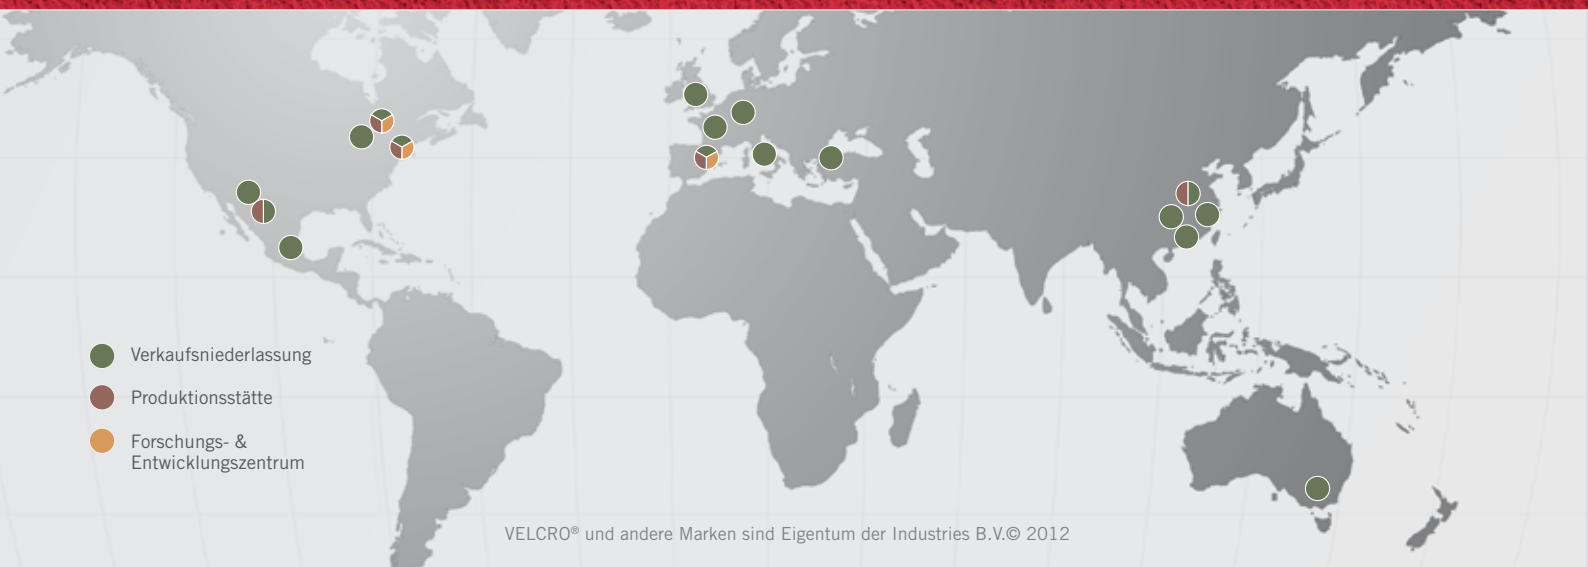 Verkaufsniederlassung
Produktionsstätte
Forschungs- &
Entwicklungszentrum
VELCRO® und andere Marken sind Eigentum der Industries B.V.© 2012